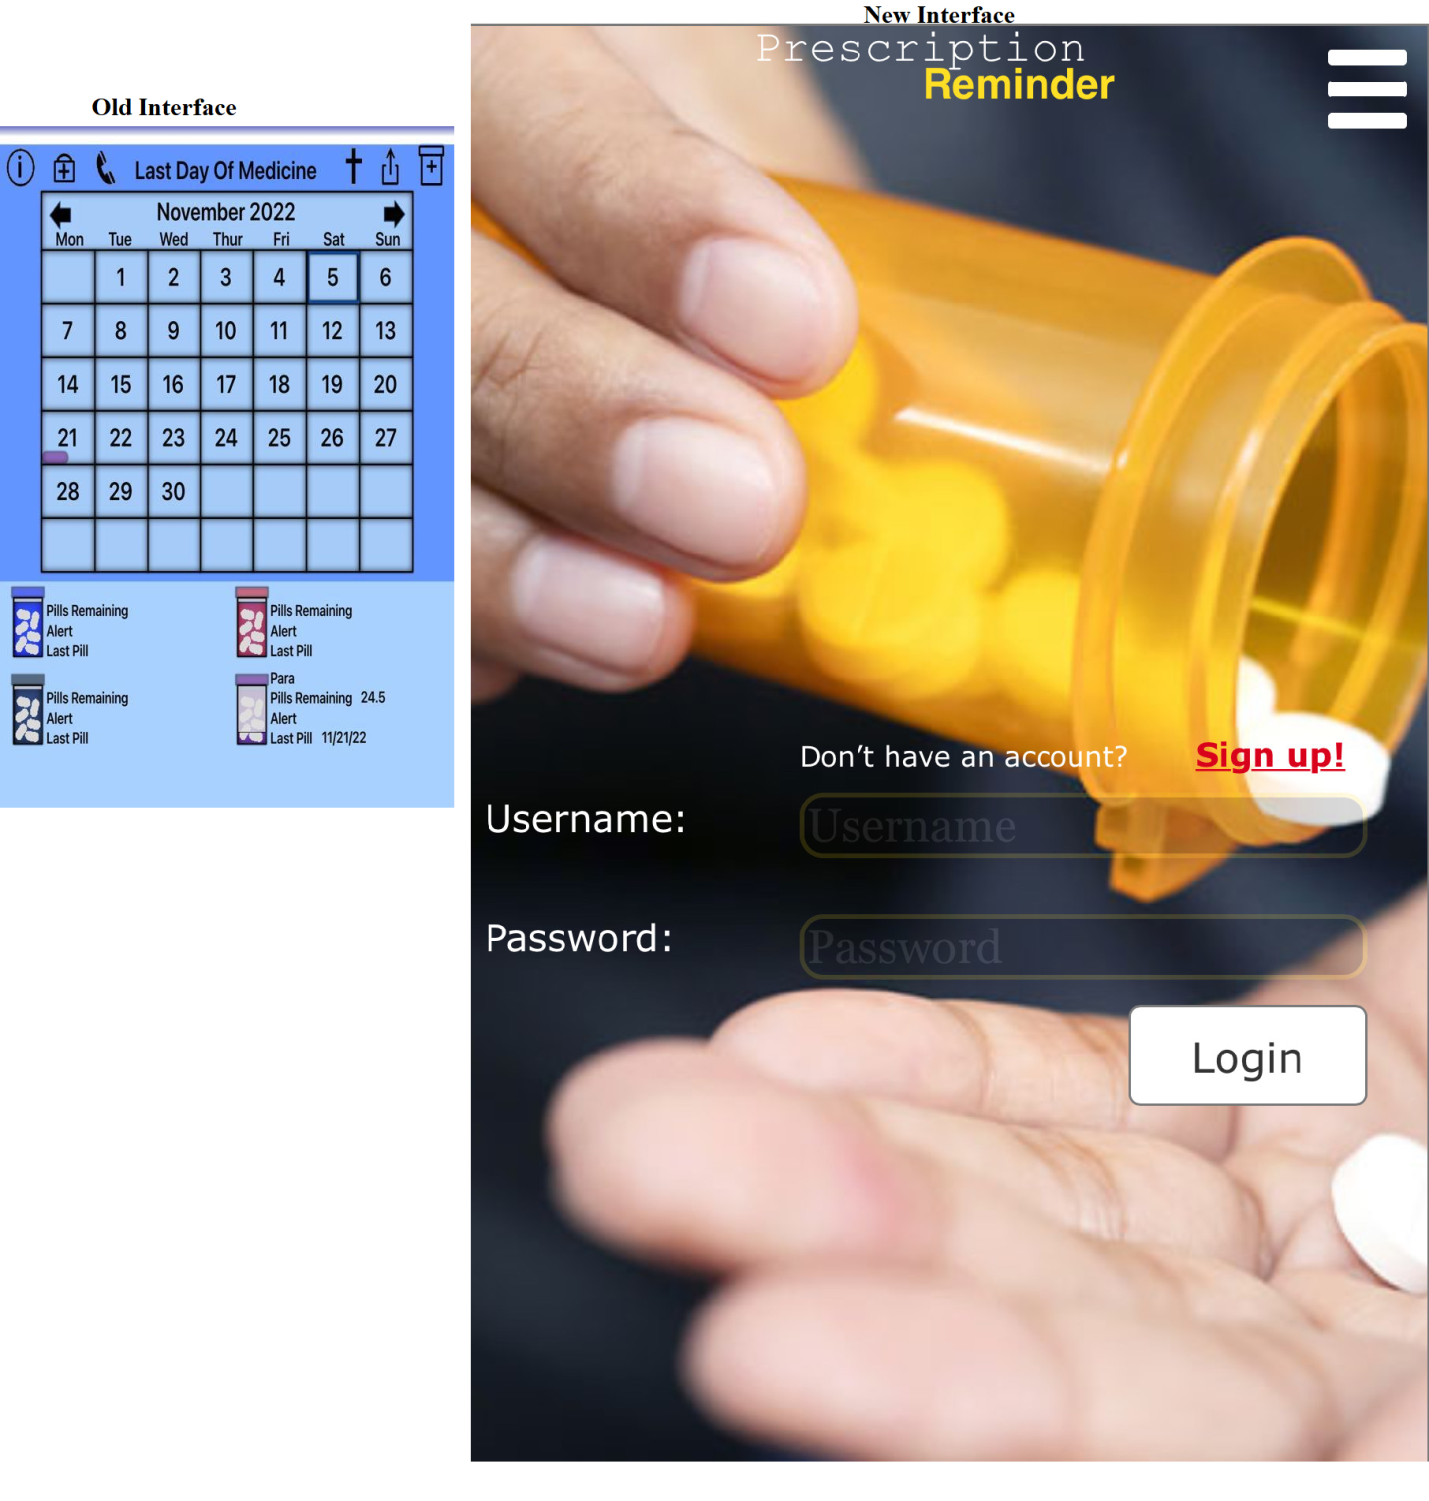 New Interface
Prescription
Reminder
Old Interface
Last Day Of Medicine
November 2022
Mon Tue Wed Thur Fri Sat Sun
1 2 3 4 5 6
7 8 9 10 11 12 13
14 15 16 17 18 19 20
21 22 23 24 25 26 27
28 29 30
Pills Remaining
Alert
Last Pill
Pills Remaining
Alert
Last Pill
Pills Remaining
Alert
Last Pill
Para
Pills Remaining 24.5
Alert
Last Pill 11/21/22
Don't have an account? Sign up!
Username: Username
Password: Password
Login